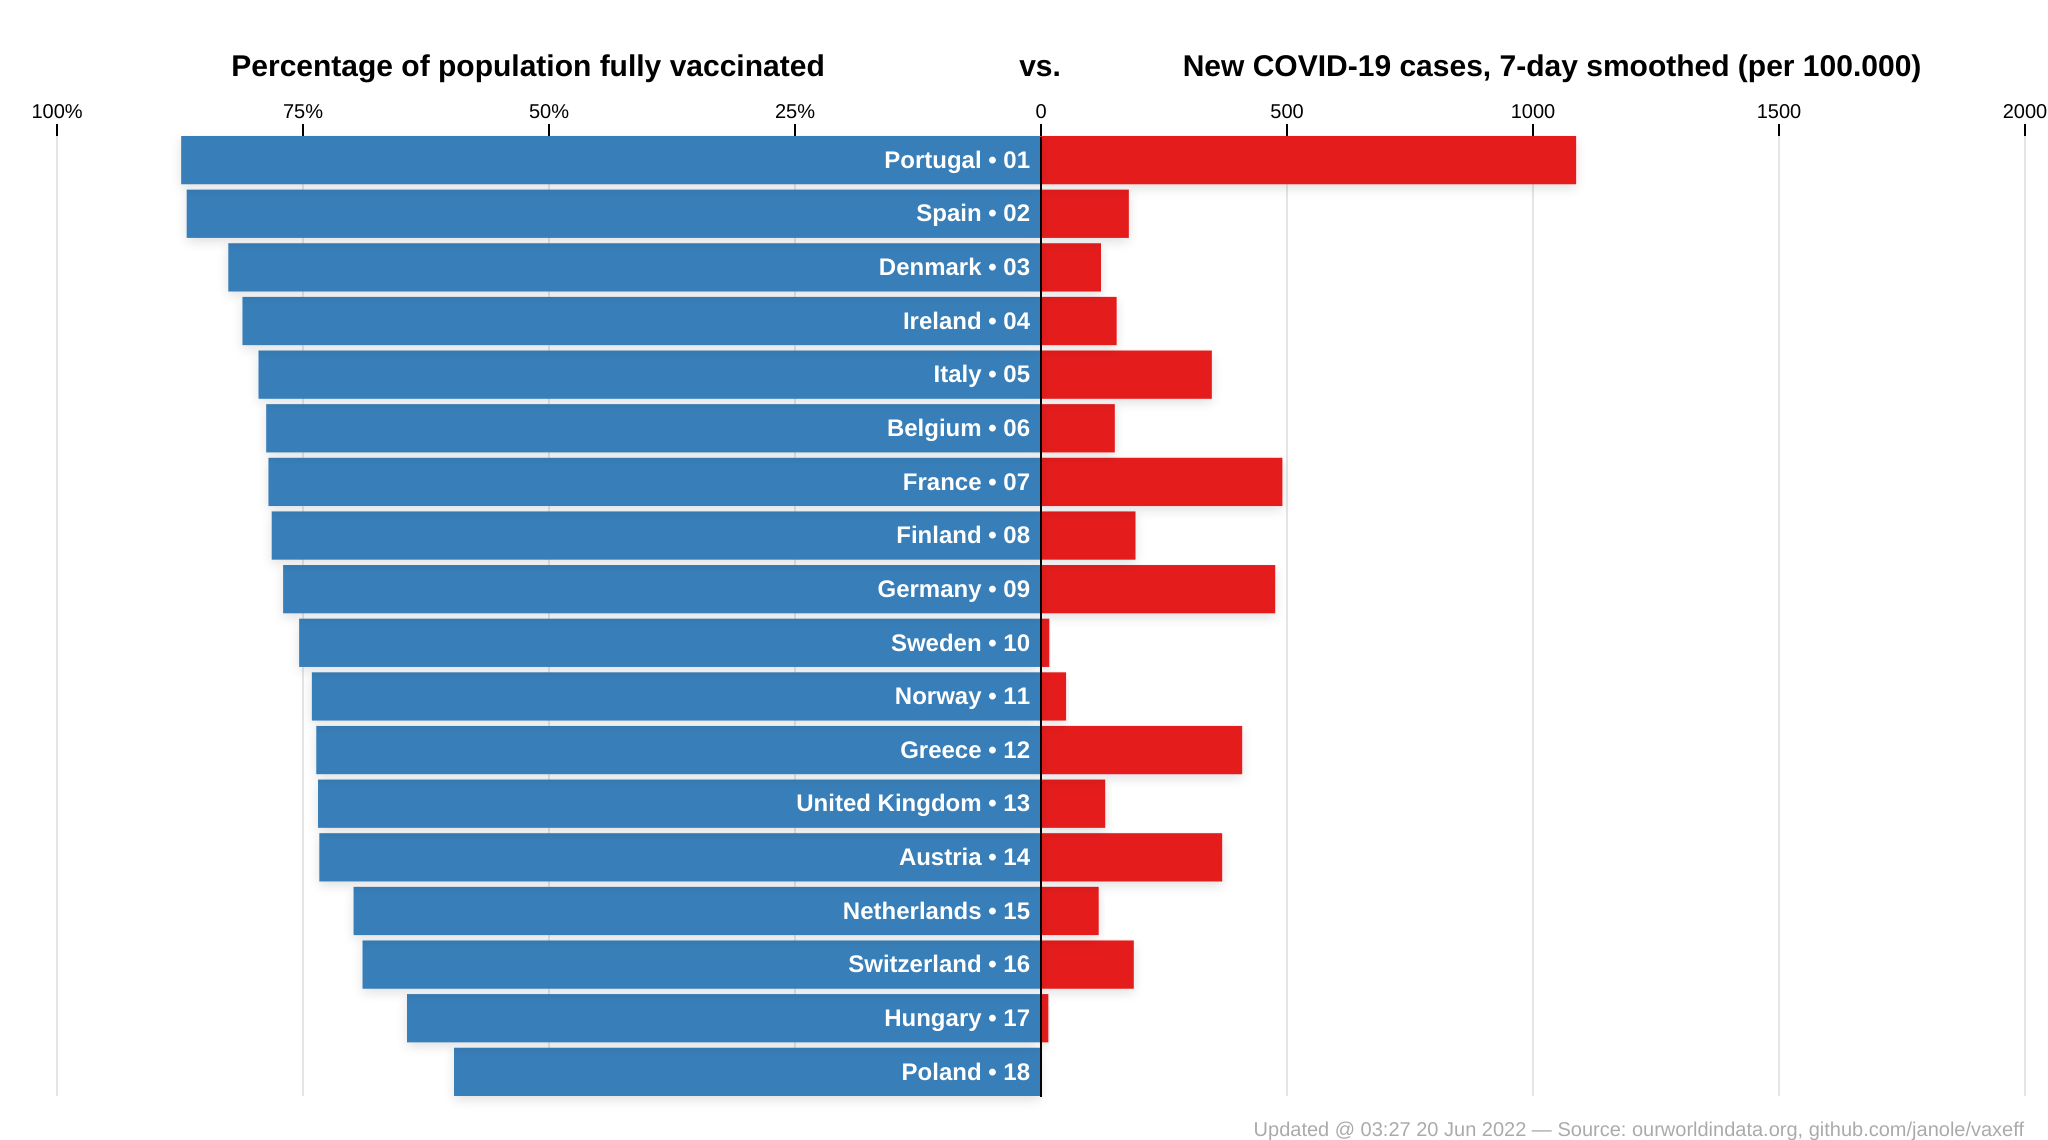 Percentage of population fully vaccinated vs. New COVID-19 cases, 7-day smoothed (per 100.000)
100% 75% 50% 25% 0 500 1000 1500 2000
Portugal • 01
Spain • 02
Denmark • 03
Ireland • 04
Italy • 05
Belgium • 06
France • 07
Finland • 08
Germany • 09
Sweden • 10
Norway • 11
Greece • 12
United Kingdom • 13
Austria • 14
Netherlands • 15
Switzerland • 16
Hungary • 17
Poland • 18
Updated @ 03:27 20 Jun 2022 — Source: ourworldindata.org, github.com/janole/vaxeff